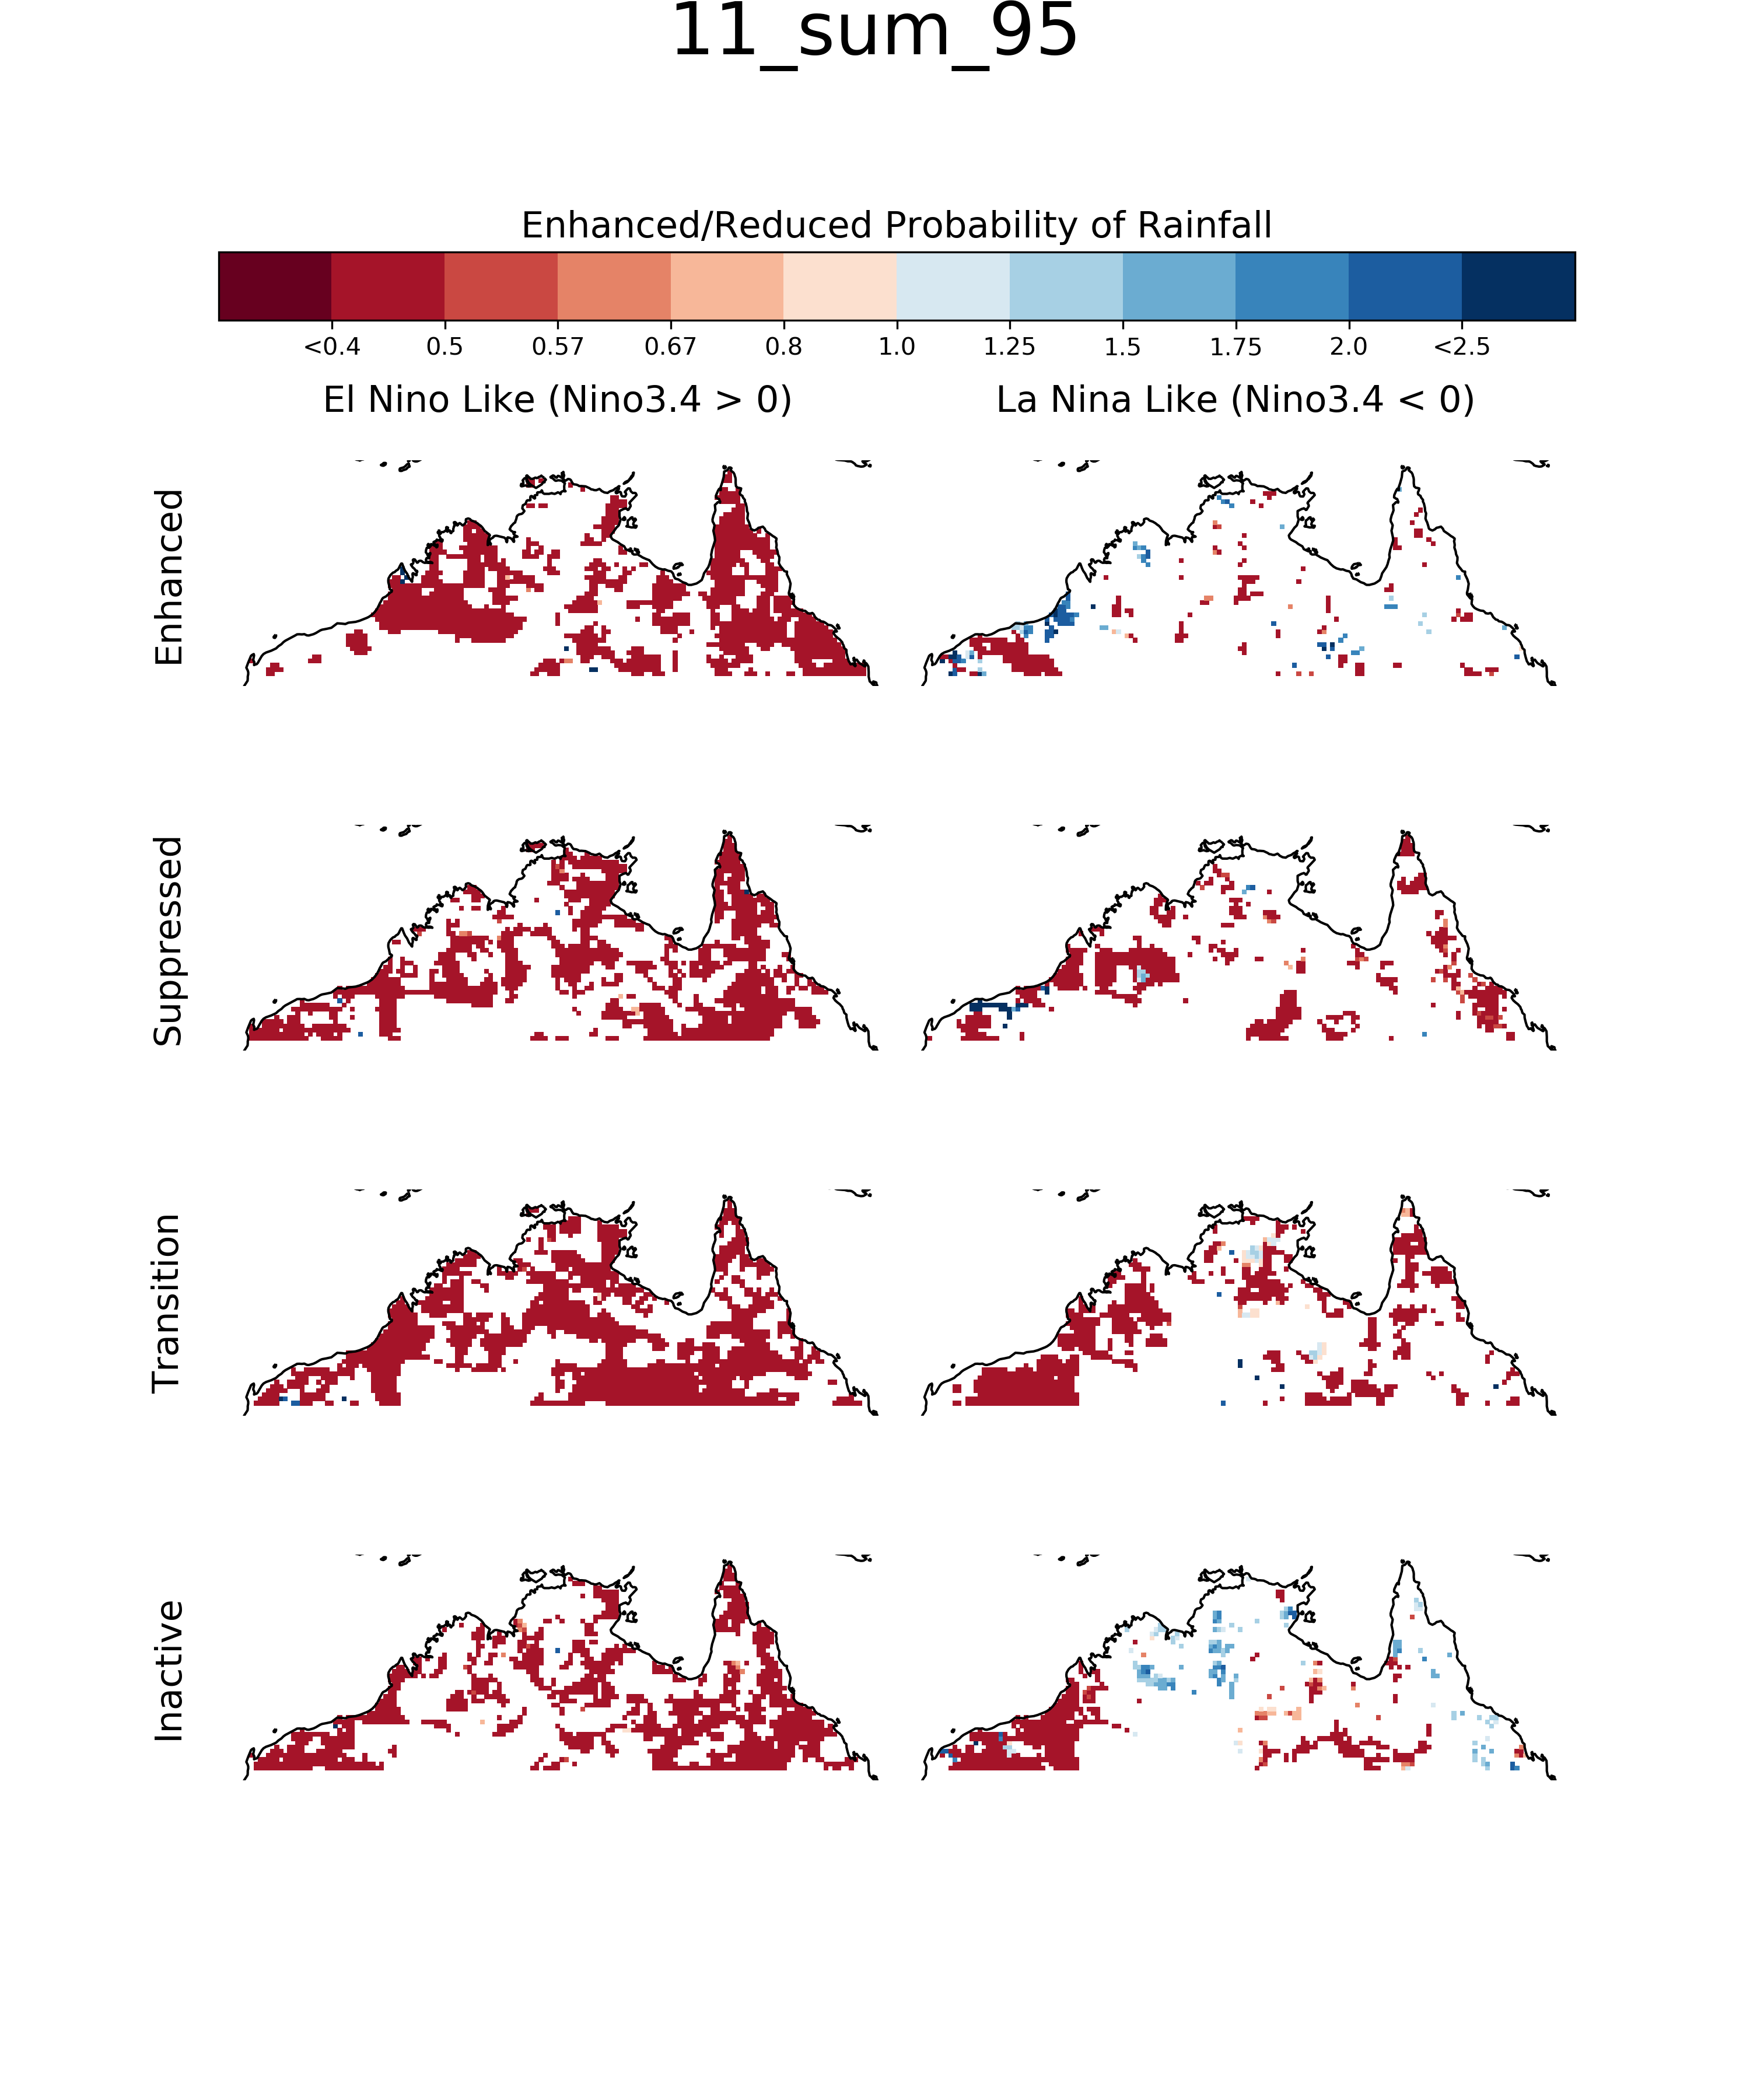 11_sum_95
Enhanced/Reduced Probability of Rainfall
<0.4 0.5 0.57 0.67 0.8 1.0 1.25 1.5 1.75 2.0 <2.5
El Nino Like (Nino3.4 > 0) La Nina Like (Nino3.4 < 0)
Enhanced
Suppressed
Transition
Inactive